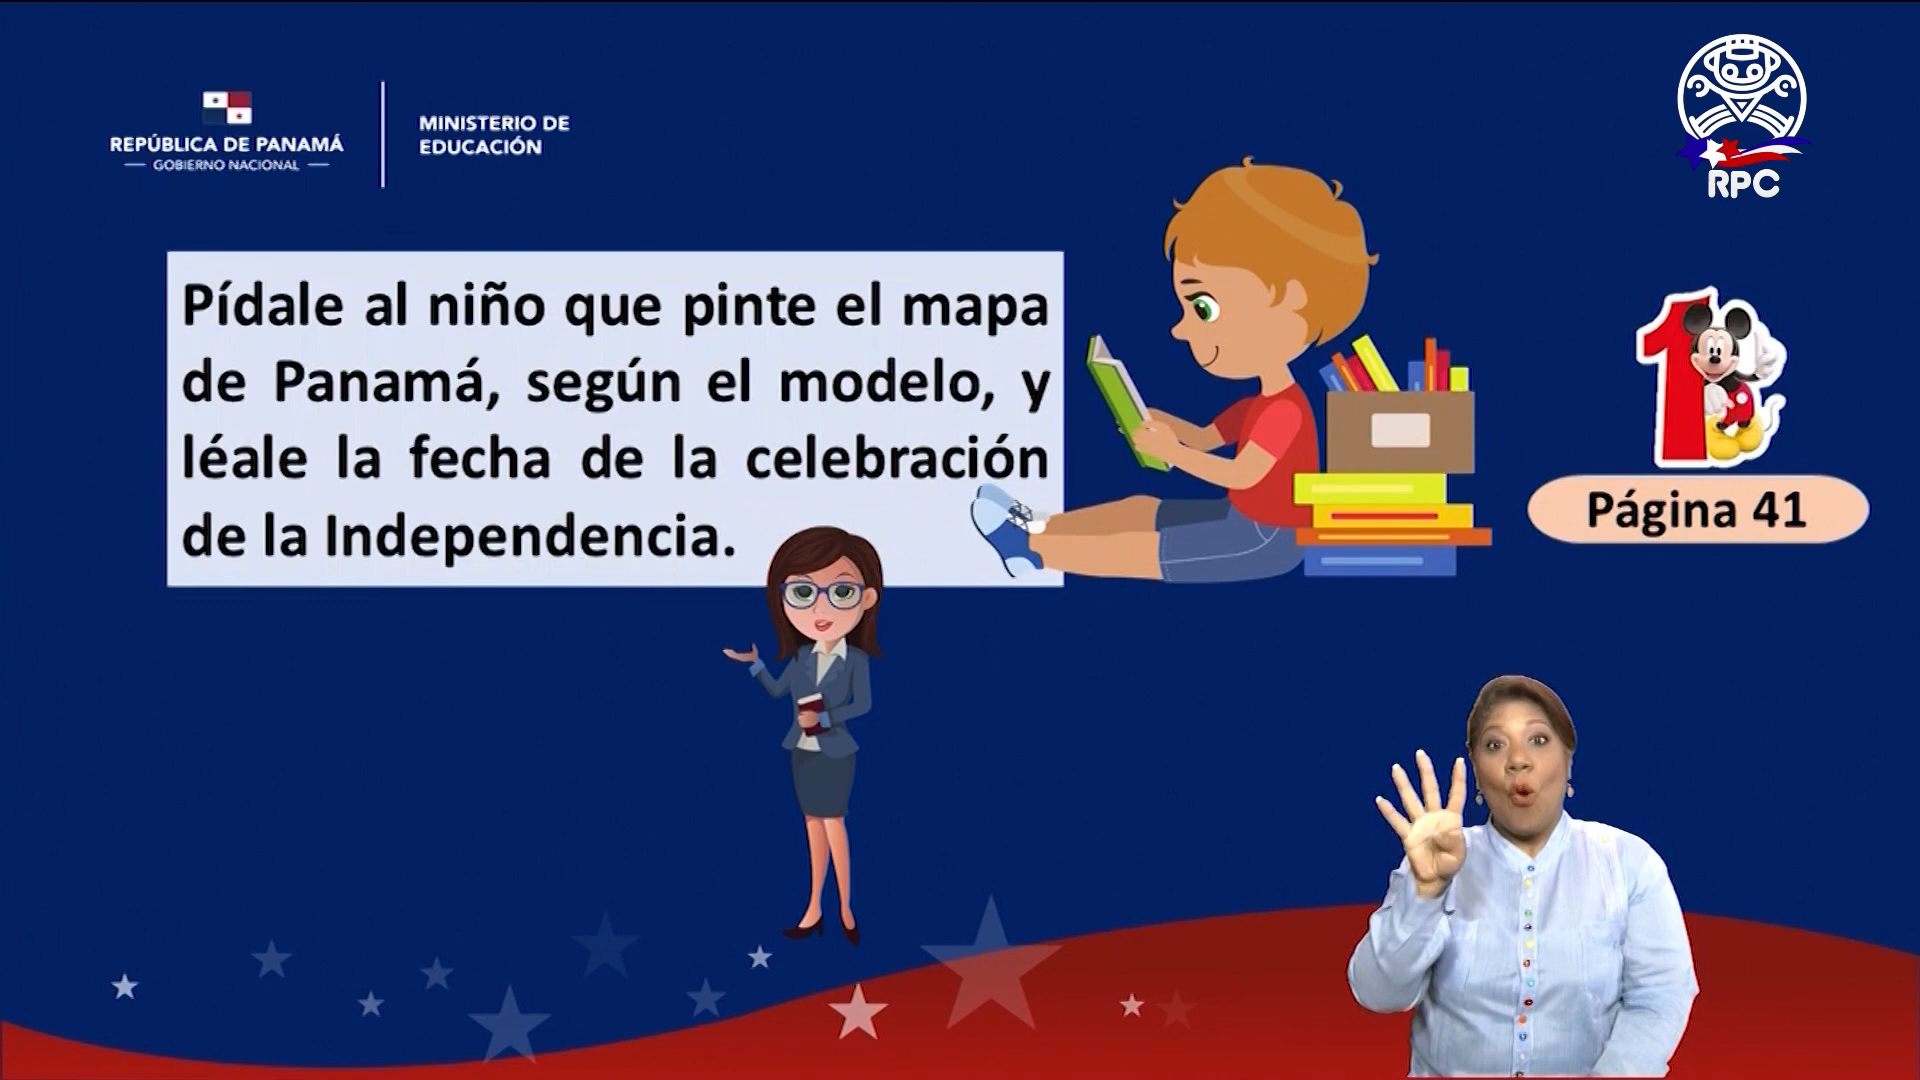 REPÚBLICA DE PANAMÁ
GOBIERNO NACIONAL
MINISTERIO DE
EDUCACIÓN
RPC
Pídale al niño que pinte el mapa
de Panamá, según el modelo, y
léale la fecha de la celebración
de la Independencia.
1
Página 41